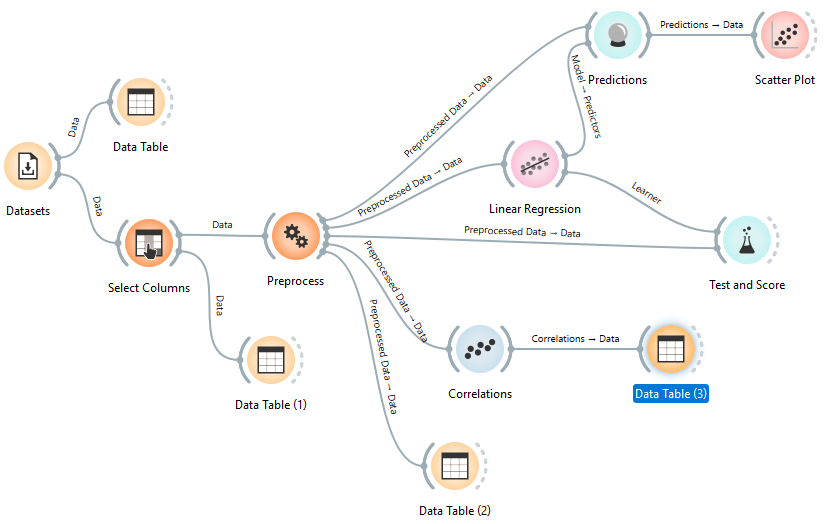 Predictions → Data
Predictions
Scatter Plot
Preprocessed Data → Data
Model → Predictors
Data
Data Table
Datasets
Preprocessed Data → Data
Linear Regression
Learner
Data
Data
Select Columns
Preprocess
Preprocessed Data → Data
Test and Score
Data
Data Table (1)
Preprocessed Data → Data
Correlations
Correlations → Data
Data Table (3)
Preprocessed Data → Data
Data Table (2)